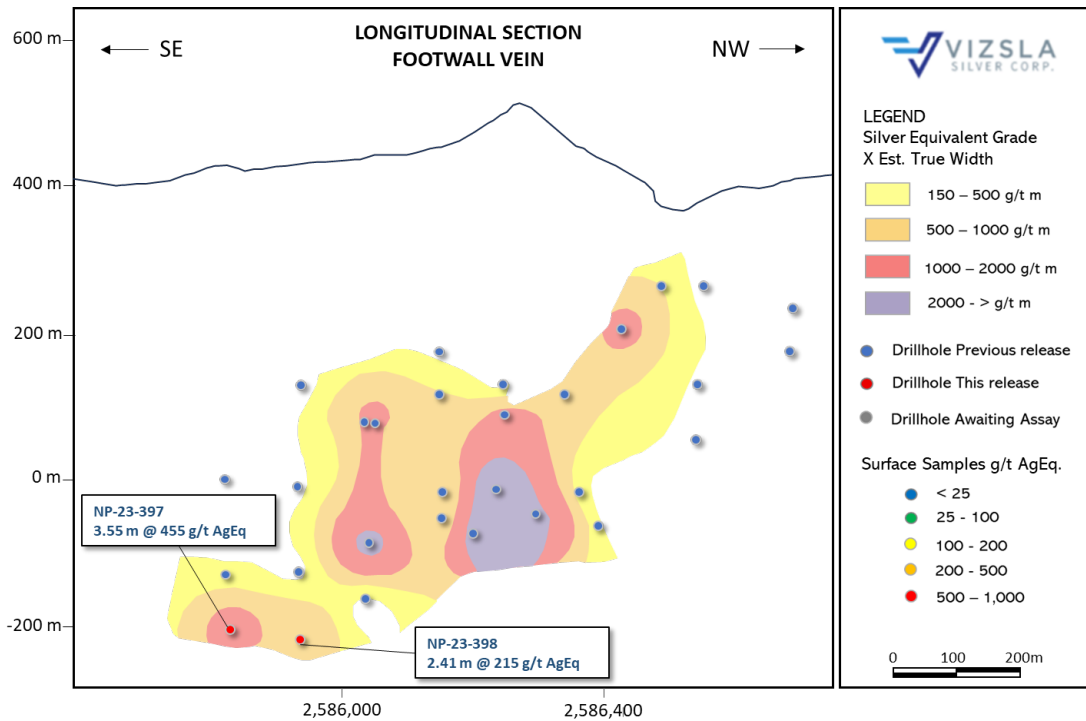 LONGITUDINAL SECTION
FOOTWALL VEIN
SE
NW
600 m
400 m
200 m
0 m
-200 m
NP-23-397
3.55 m @ 455 g/t AgEq
NP-23-398
2.41 m @ 215 g/t AgEq
2,586,000
2,586,400
VIZSLA
SILVER CORP.
LEGEND
Silver Equivalent Grade
X Est. True Width
150 – 500 g/t m
500 – 1000 g/t m
1000 – 2000 g/t m
2000 - > g/t m
Drillhole Previous release
Drillhole This release
Drillhole Awaiting Assay
Surface Samples g/t AgEq.
< 25
25 - 100
100 - 200
200 - 500
500 – 1,000
0 100 200m